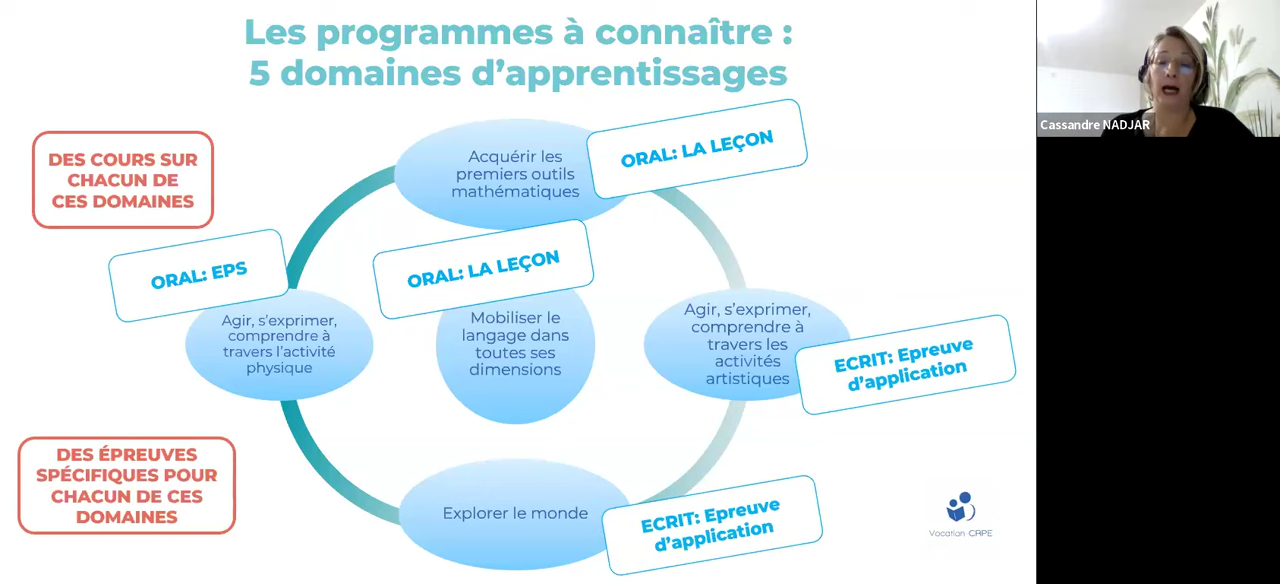 Les programmes à connaître :
5 domaines d’apprentissages
DES COURS SUR
CHACUN DE
CES DOMAINES
Acquérir les
premiers outils
mathématiques
ORAL: LA LEÇON
ORAL: EPS
Agir, s’exprimer,
comprendre à
travers l’activité
physique
ORAL: LA LEÇON
Mobiliser le
langage dans
toutes ses
dimensions
Agir, s’exprimer,
comprendre à
travers les
activités
artistiques
ECRIT: Epreuve
d’application
DES ÉPREUVES
SPÉCIFIQUES POUR
CHACUN DE CES
DOMAINES
Explorer le monde
ECRIT: Epreuve
d’application
Vocation CRPE
Cassandre NADJAR